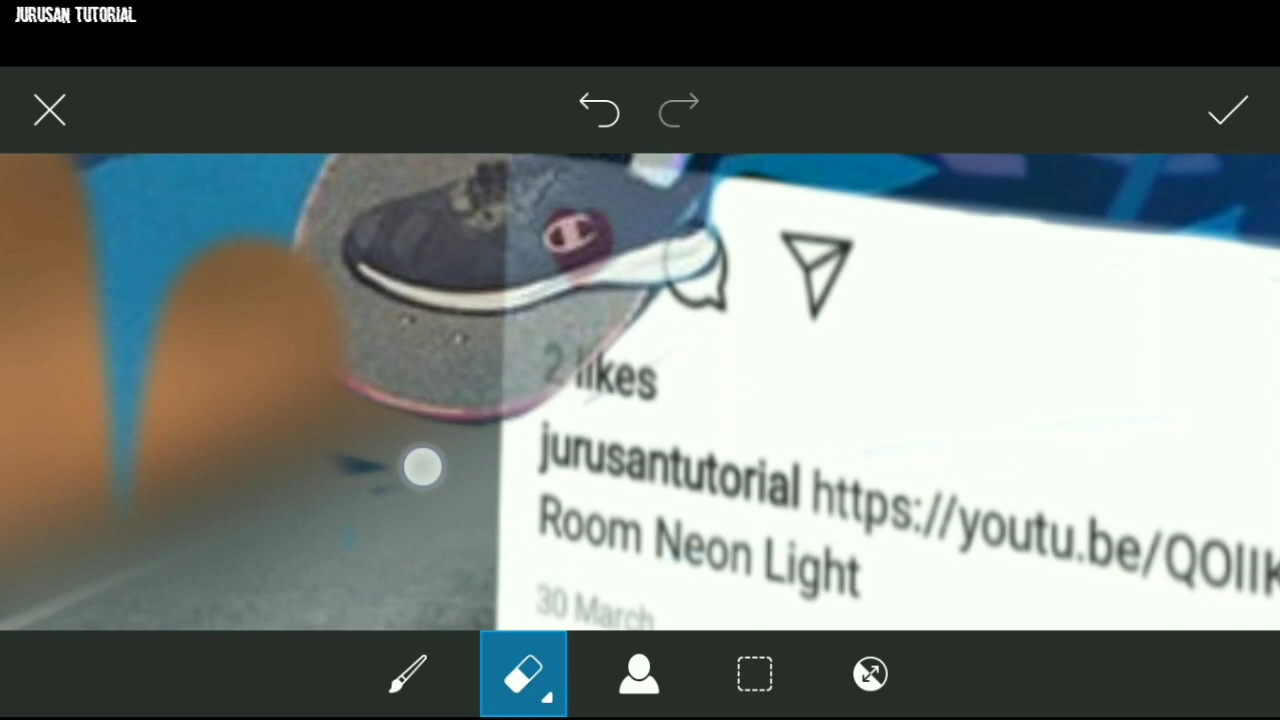 JURUSAN TUTORIAL
2 likes
jurusantutorial https://youtu.be/QOIIK
Room Neon Light
30 March